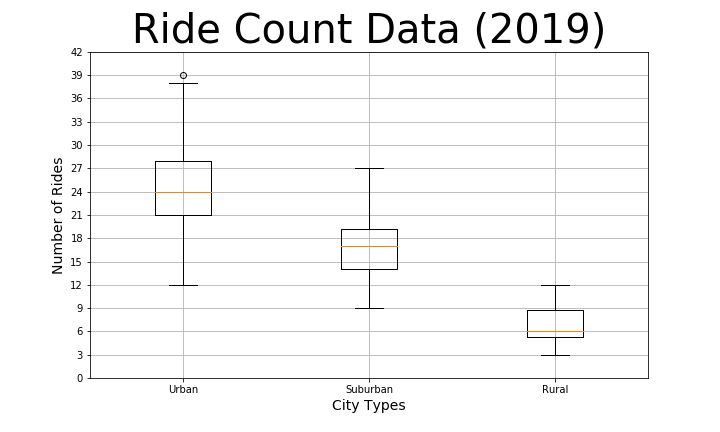 Ride Count Data (2019)
42
39
36
33
30
27
24
21
18
15
12
9
6
3
0
Number of Rides
Urban
Suburban
Rural
City Types